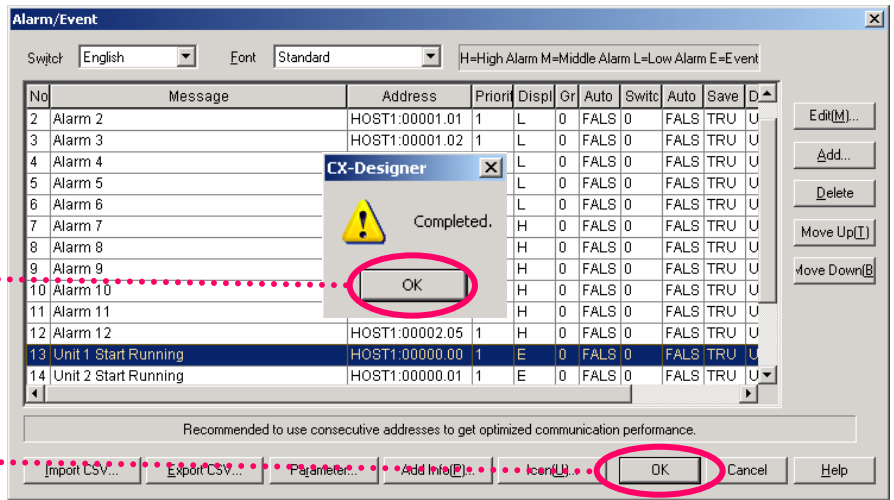 Alarm/Event
Switch English Font Standard H=High Alarm M=Middle Alarm L=Low Alarm E=Event
No Message Address Priorit Displ Gr Auto Switc Auto Save D
2 Alarm 2 HOST1:00001.01 1 L 0 FALS 0 FALS TRU U
3 Alarm 3 HOST1:00001.02 1 L 0 FALS 0 FALS TRU U
4 Alarm 4 L 0 FALS 0 FALS TRU U
5 Alarm 5 L 0 FALS 0 FALS TRU U
6 Alarm 6 L 0 FALS 0 FALS TRU U
7 Alarm 7 H 0 FALS 0 FALS TRU U
8 Alarm 8 H 0 FALS 0 FALS TRU U
9 Alarm 9 H 0 FALS 0 FALS TRU U
10 Alarm 10 H 0 FALS 0 FALS TRU U
11 Alarm 11 H 0 FALS 0 FALS TRU U
12 Alarm 12 HOST1:00002.05 1 H 0 FALS 0 FALS TRU U
13 Unit 1 Start Running HOST1:00000.00 1 E 0 FALS 0 FALS TRU U
14 Unit 2 Start Running HOST1:00000.01 1 E 0 FALS 0 FALS TRU U
CX-Designer
Completed.
OK
Edit(M)...
Add...
Delete
Move Up(T)
Move Down(B
Recommended to use consecutive addresses to get optimized communication performance.
Import CSV... Export CSV... Parameter... Add Info(P)... Icon(U)... OK Cancel Help